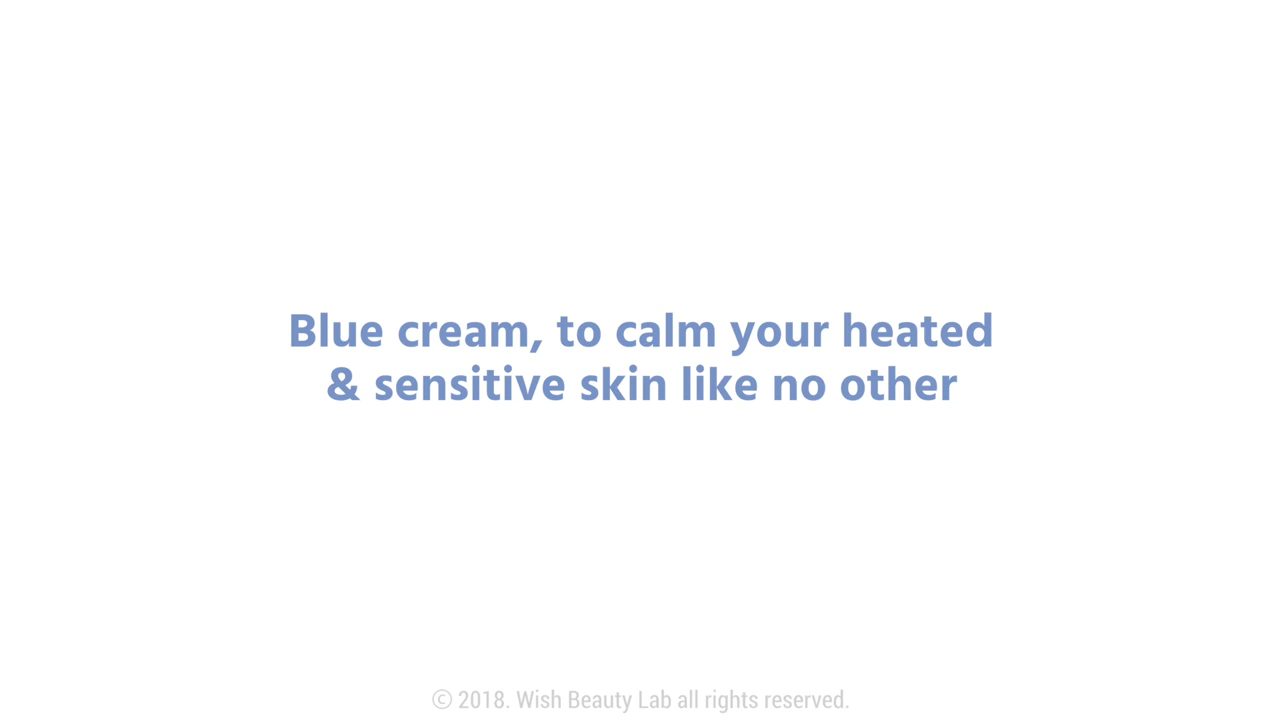 Blue cream, to calm your heated
& sensitive skin like no other
© 2018. Wish Beauty Lab all rights reserved.